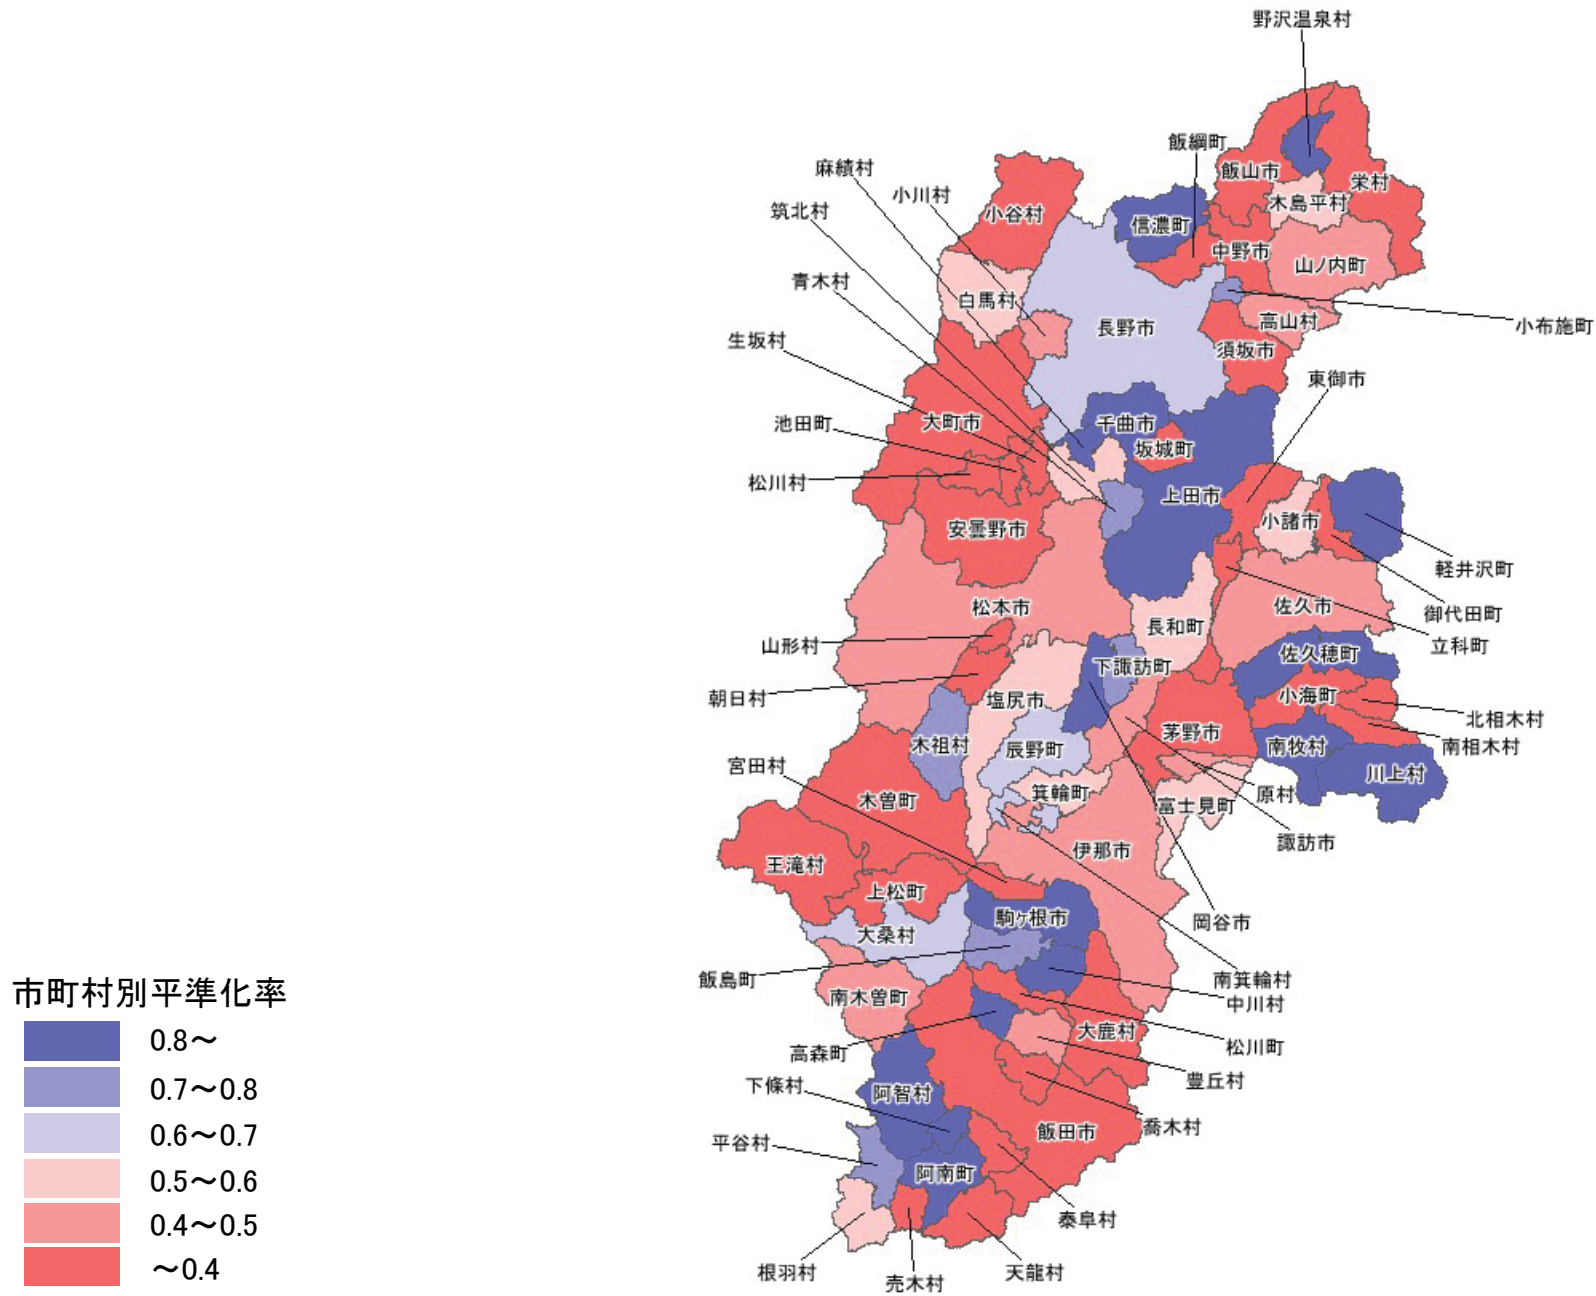 野沢温泉村
飯綱町
麻績村
飯山市
栄村
小川村
木島平村
筑北村
小谷村
信濃町
中野市
山ノ内町
青木村
白馬村
小布施町
長野市
高山村
生坂村
須坂市
東御市
池田町
大町市
千曲市
坂城町
松川村
上田市
小諸市
安曇野市
軽井沢町
松本市
佐久市
御代田町
長和町
山形村
立科町
佐久穂町
下諏訪町
朝日村
塩尻市
小海町
北相木村
茅野市
木祖村
辰野町
南牧村
南相木村
宮田村
川上村
箕輪町
原村
木曽町
富士見町
諏訪市
伊那市
王滝村
上松町
駒ヶ根市
岡谷市
大桑村
飯島町
南箕輪村
南木曽町
中川村
大鹿村
松川町
高森町
豊丘村
下條村
阿智村
喬木村
飯田市
平谷村
阿南町
泰阜村
根羽村
売木村
天龍村
市町村別平準化率
0.8～
0.7～0.8
0.6～0.7
0.5～0.6
0.4～0.5
～0.4